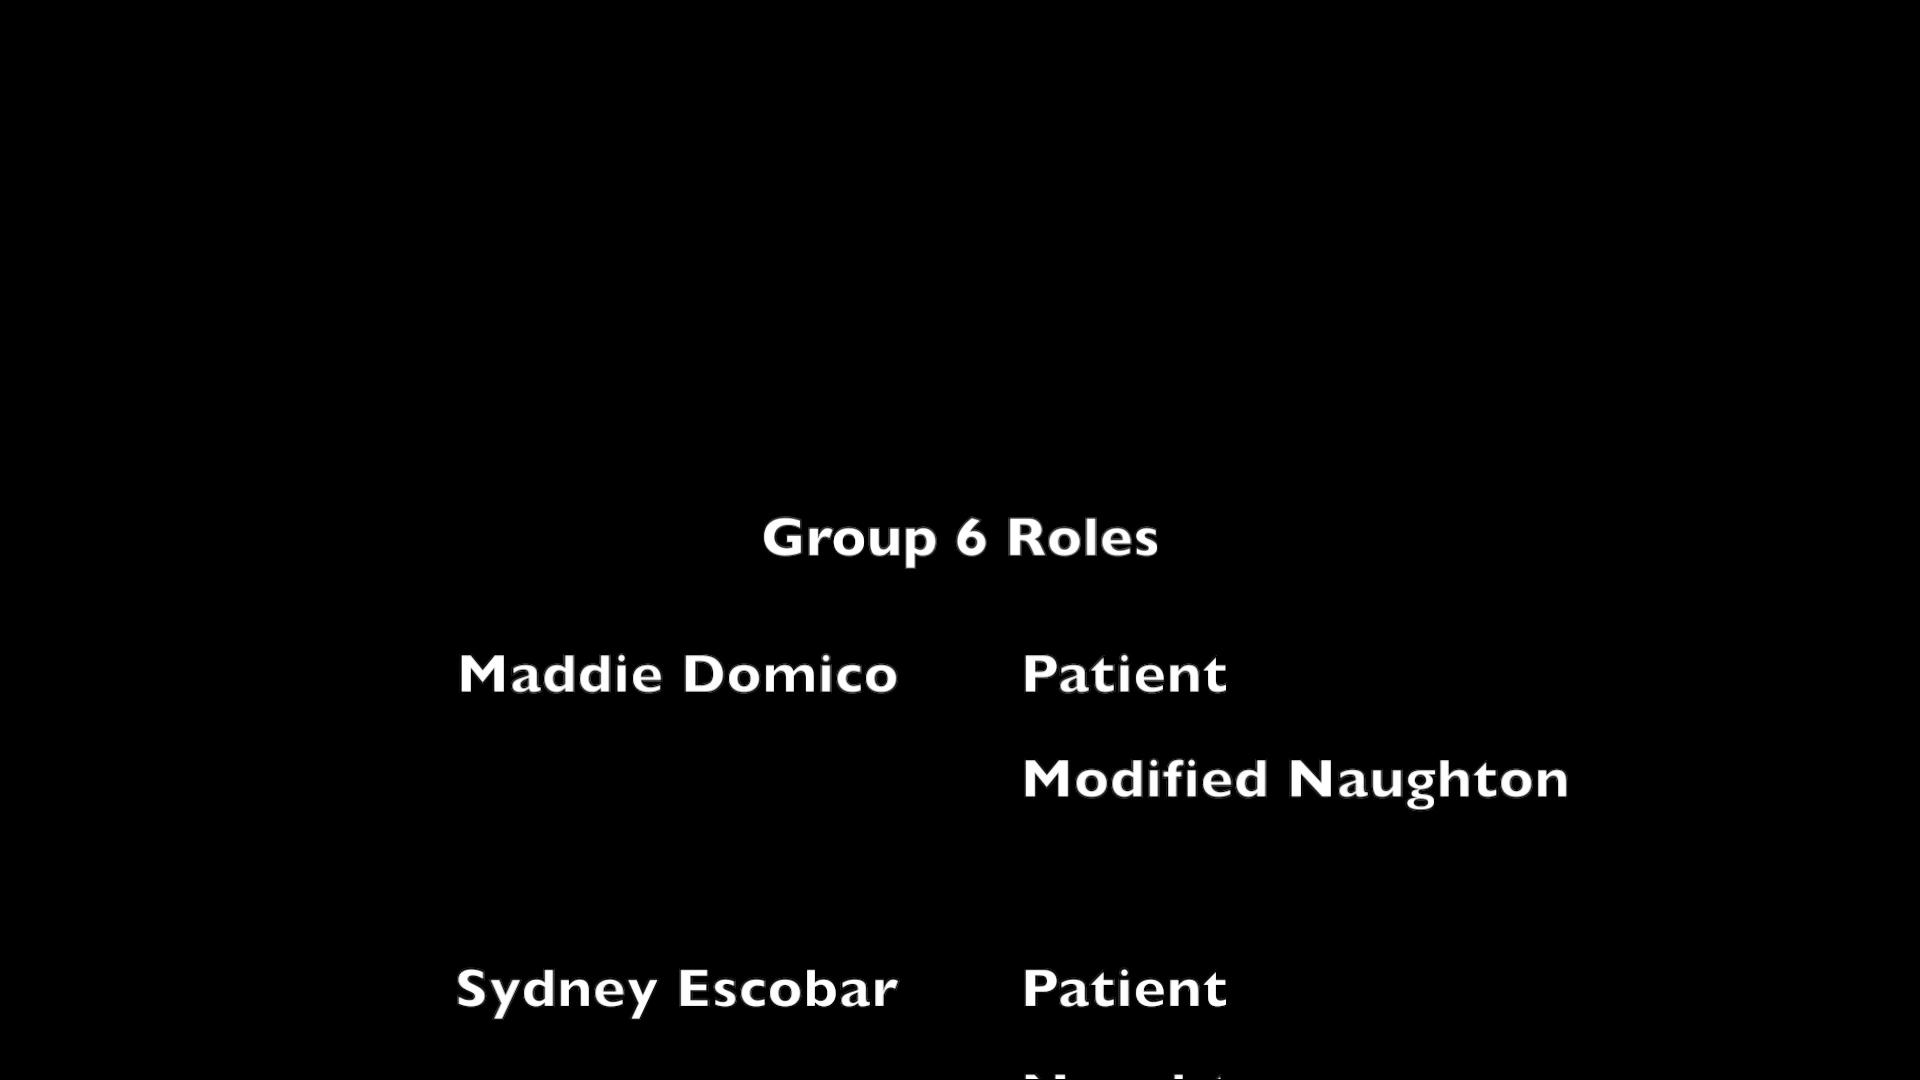 Group 6 Roles
Maddie Domico Patient
Modified Naughton
Sydney Escobar Patient